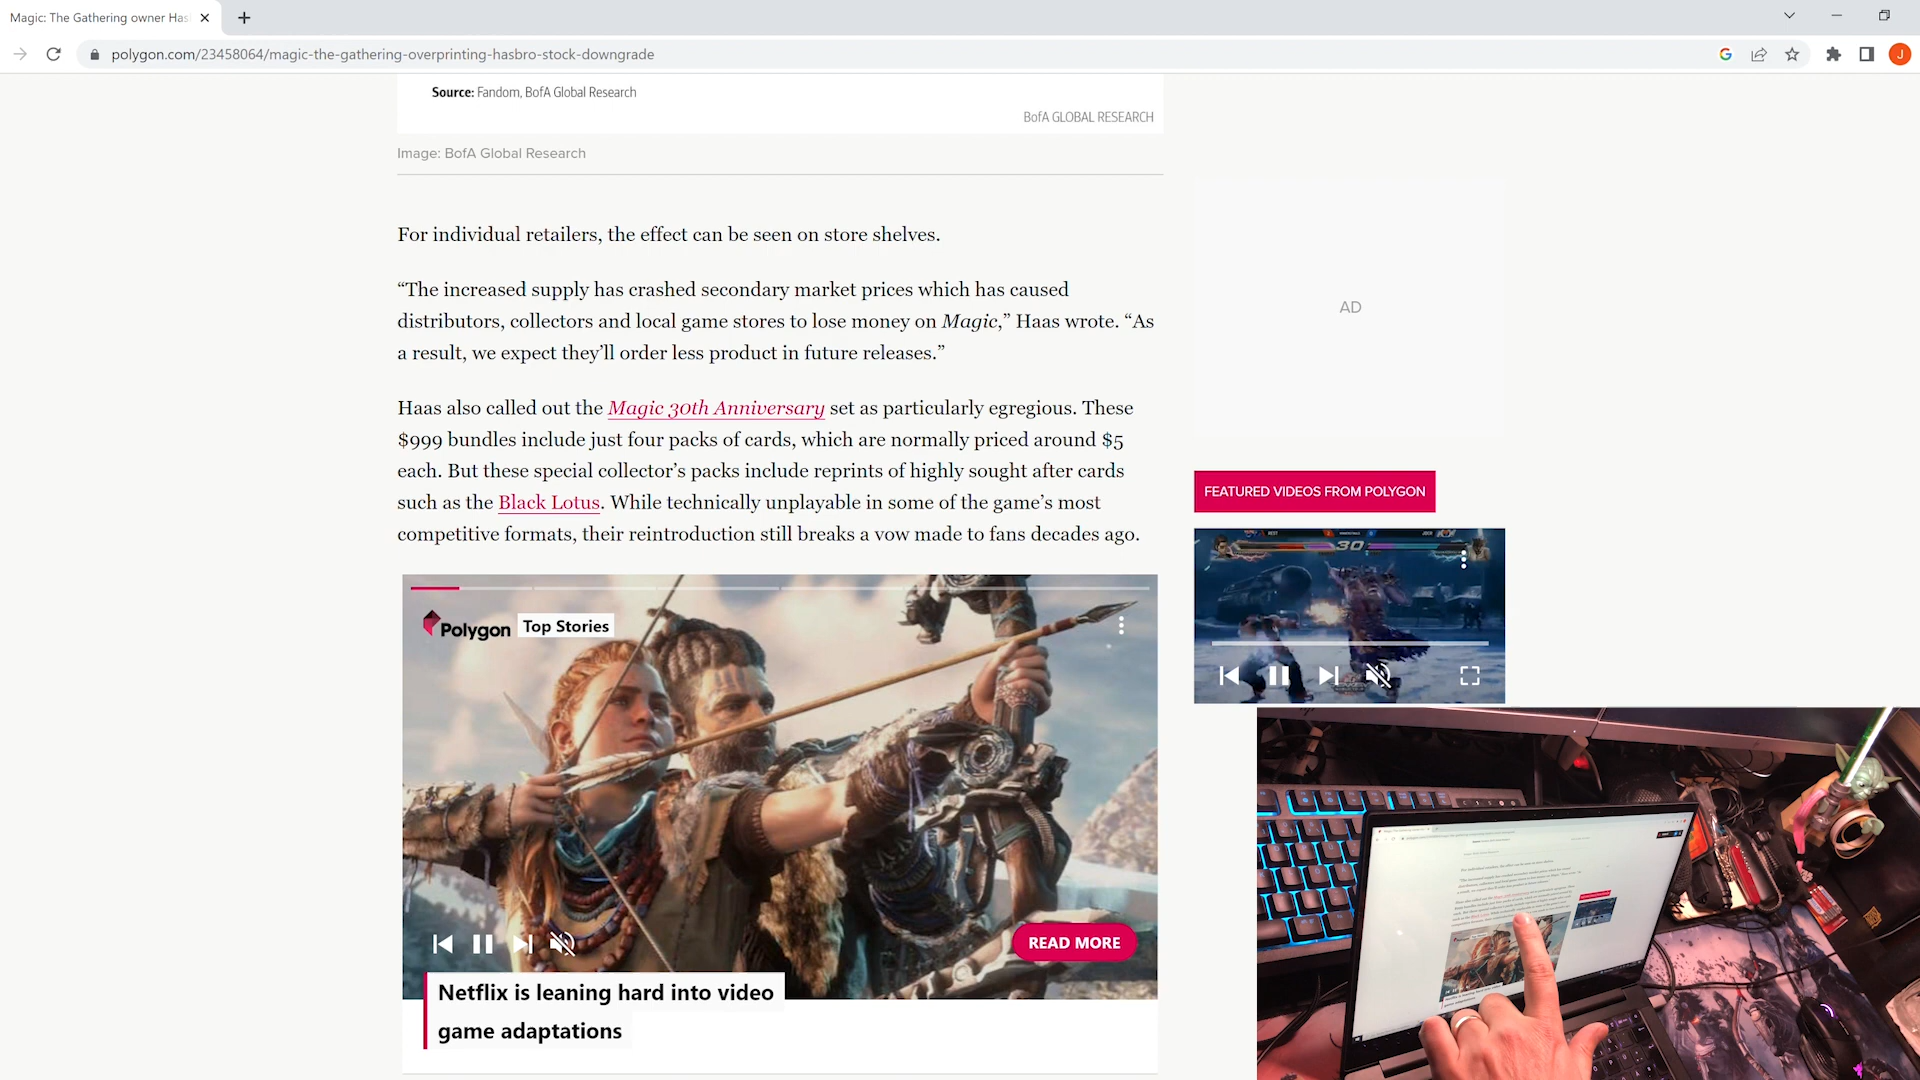 Magic: The Gathering owner Has
polygon.com/23458064/magic-the-gathering-overprinting-hasbro-stock-downgrade
J
Source: Fandom, BofA Global Research
BofA GLOBAL RESEARCH
Image: BofA Global Research
For individual retailers, the effect can be seen on store shelves.
“The increased supply has crashed secondary market prices which has caused
distributors, collectors and local game stores to lose money on Magic,” Haas wrote. “As
a result, we expect they’ll order less product in future releases.”
Haas also called out the Magic 30th Anniversary set as particularly egregious. These
$999 bundles include just four packs of cards, which are normally priced around $5
each. But these special collector’s packs include reprints of highly sought after cards
such as the Black Lotus. While technically unplayable in some of the game’s most
competitive formats, their reintroduction still breaks a vow made to fans decades ago.
Polygon Top Stories
READ MORE
Netflix is leaning hard into video
game adaptations
AD
FEATURED VIDEOS FROM POLYGON
30